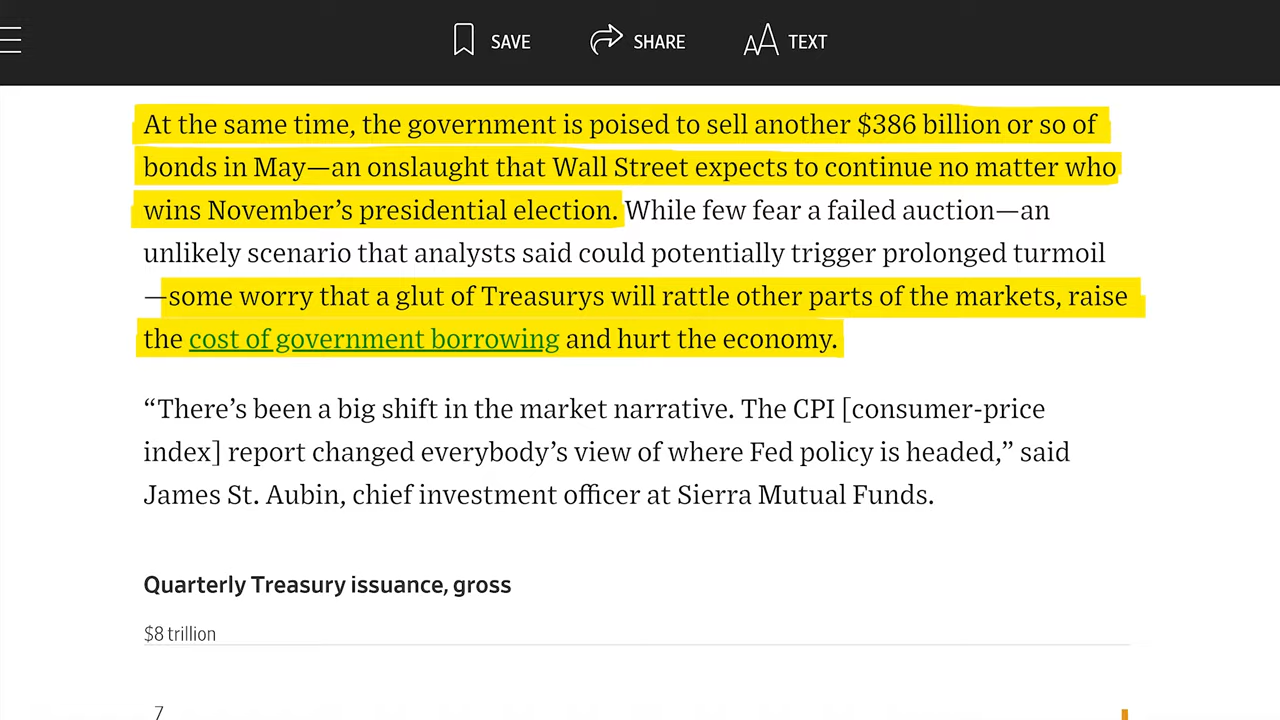 SAVE SHARE TEXT
At the same time, the government is poised to sell another $386 billion or so of
bonds in May—an onslaught that Wall Street expects to continue no matter who
wins November’s presidential election. While few fear a failed auction—an
unlikely scenario that analysts said could potentially trigger prolonged turmoil
—some worry that a glut of Treasurys will rattle other parts of the markets, raise
the cost of government borrowing and hurt the economy.
“There’s been a big shift in the market narrative. The CPI [consumer-price
index] report changed everybody’s view of where Fed policy is headed,” said
James St. Aubin, chief investment officer at Sierra Mutual Funds.
Quarterly Treasury issuance, gross
$8 trillion
7